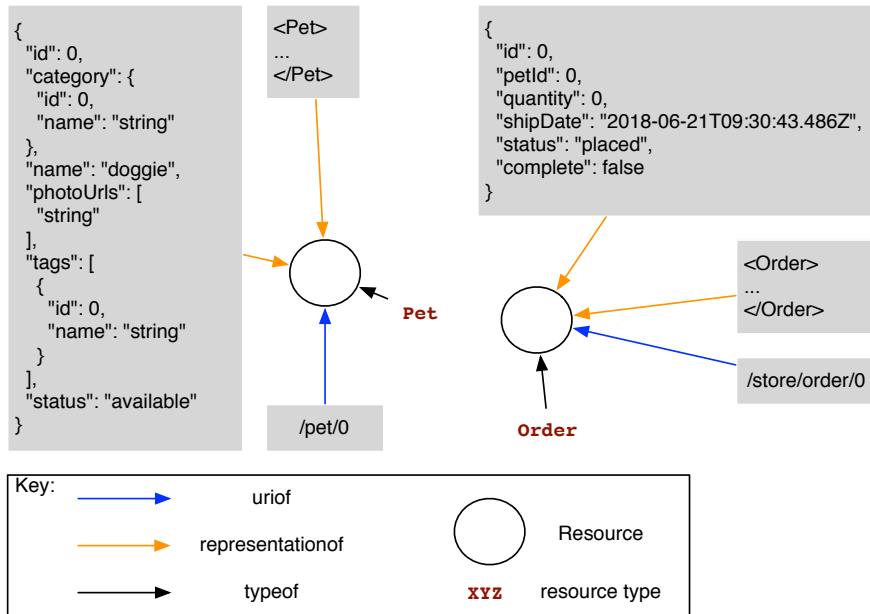 {
"id": 0,
"category": {
"id": 0,
"name": "string"
},
"name": "doggie",
"photoUrls": [
"string"
],
"tags": [
{
"id": 0,
"name": "string"
}
],
"status": "available"
}
<Pet>
...
</Pet>
{
"id": 0,
"petId": 0,
"quantity": 0,
"shipDate": "2018-06-21T09:30:43.486Z",
"status": "placed",
"complete": false
}
<Order>
...
</Order>
Pet
/store/order/0
/pet/0
Order
Key:
uriof
representationof
typeof
Resource
XYZ resource type